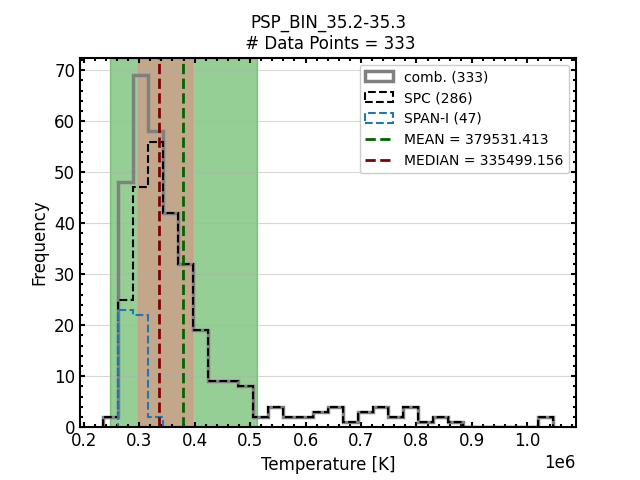 PSP_BIN_35.2-35.3
# Data Points = 333
comb. (333)
SPC (286)
SPAN-I (47)
MEAN = 379531.413
MEDIAN = 335499.156
Frequency
70
60
50
40
30
20
10
0
0.2 0.3 0.4 0.5 0.6 0.7 0.8 0.9 1.0
1e6
Temperature [K]